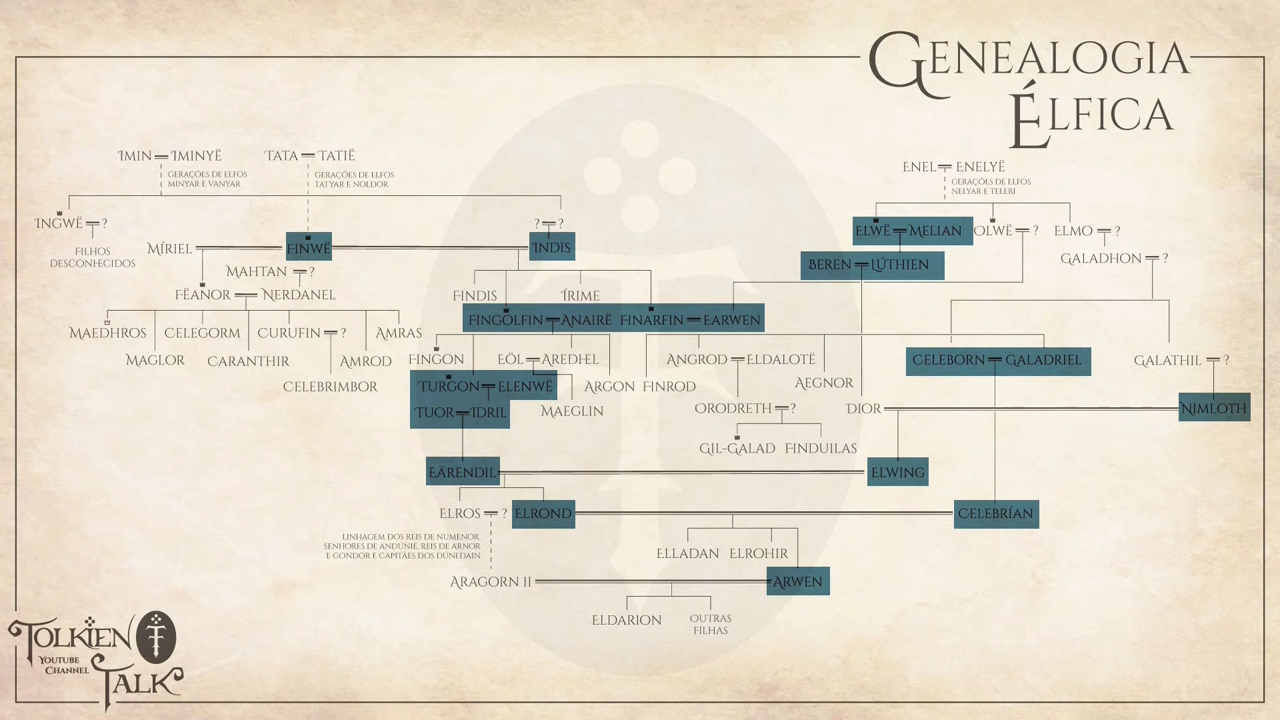 GENEALOGIA
ÉLFICA
IMIN = IMINYË
TATA = TATIË
ENEL = ENELYË
GERAÇÕES DE ELFOS
MINYAR E VANYAR
GERAÇÕES DE ELFOS
TATYAR E NOLDOR
GERAÇÕES DE ELFOS
NELYAR E TELERI
INGWË = ?
? = ?
ELWË = MELIAN
OLWË = ?
ELMO = ?
FILHOS
DESCONHECIDOS
MÍRIEL
FINWË
INDIS
BEREN = LÚTHIEN
GALADHON = ?
MAHTAN = ?
FËANOR = NERDANEL
FINDIS
ÍRIME
FINGOLFIN = ANAIRË
FINARFIN = EARWEN
MAEDHROS
CELEGORM
CURUFIN = ?
AMRAS
MAGLOR
CARANTHIR
AMROD
CELEBRIMBOR
FINGON
EÖL = AREDHEL
ANGROD = ELDALOTË
CELEBORN = GALADRIEL
GALATHIL = ?
TURGON = ELENWË
ARGON
FINROD
AEGNOR
TUOR = IDRIL
MAEGLIN
ORODRETH = ?
DIOR
NIMLOTH
GIL-GALAD
FINDUILAS
EÄRENDIL
ELWING
ELROS = ?
ELROND
CELEBRÍAN
LINHAGEM DOS REIS DE NÚMENOR,
SENHORES DE ANDÚNIË, REIS DE ARNOR
E GONDOR E CAPITÃES DOS DÚNEDAIN
ELLADAN
ELROHIR
ARAGORN II
ARWEN
ELDARION
OUTRAS
FILHAS
TOLKIEN
YOUTUBE
CHANNEL
TALK